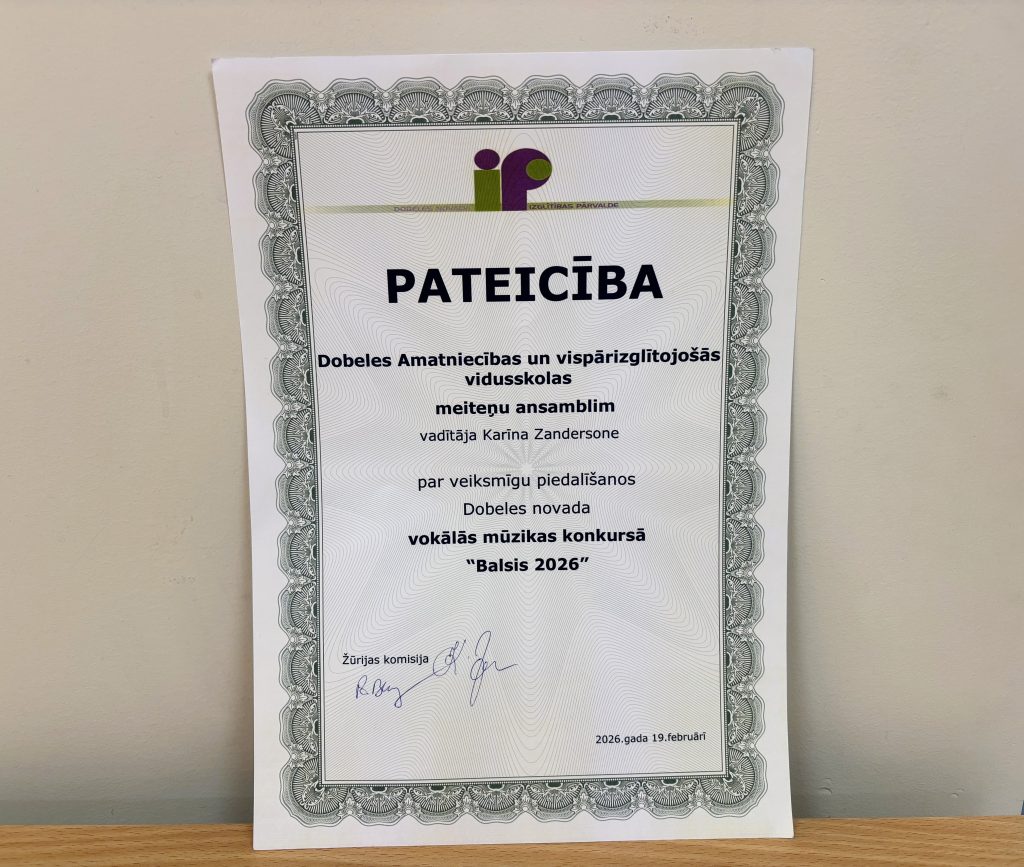 DOBELES NOVADA IZGLĪTĪBAS PĀRVALDE
PATEICĪBA
Dobeles Amatniecības un vispārizglītojošās
vidusskolas
meiteņu ansamblim
vadītāja Karīna Zandersone
par veiksmīgu piedalīšanos
Dobeles novada
vokālās mūzikas konkursā
“Balsis 2026”
Žūrijas komisija
2026.gada 19.februārī